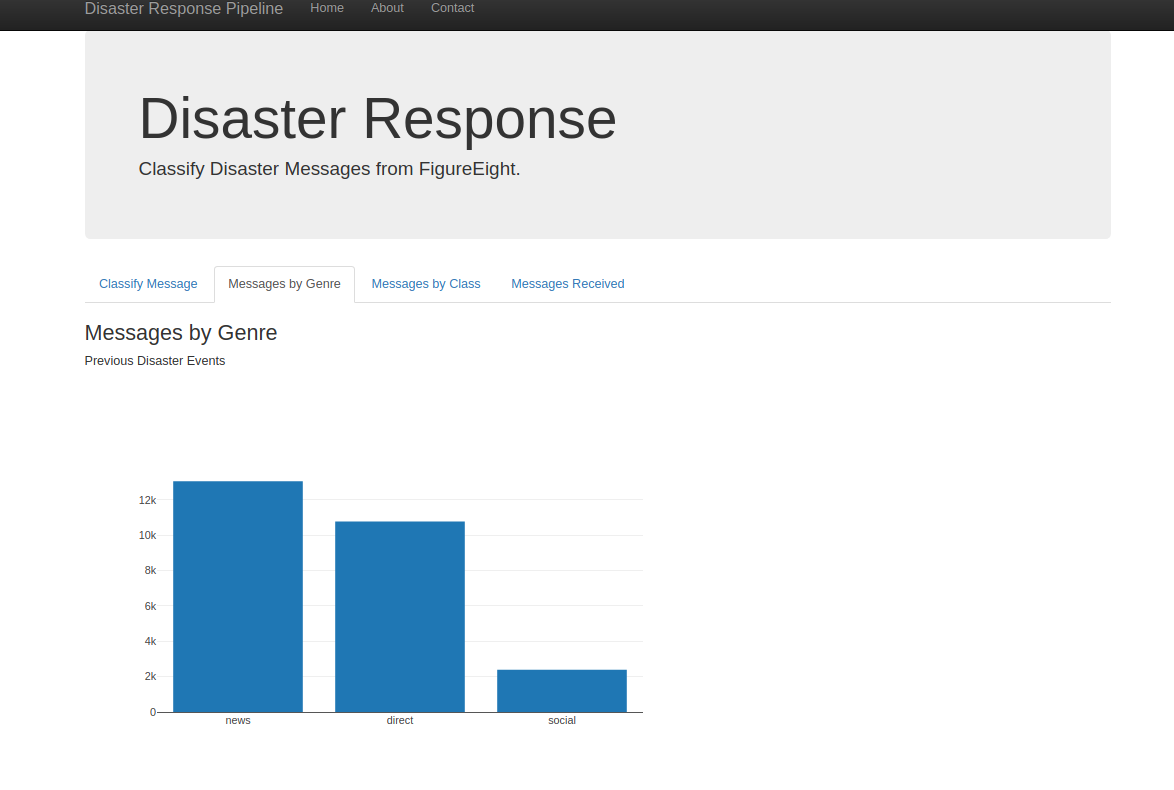 Disaster Response Pipeline Home About Contact
Disaster Response
Classify Disaster Messages from FigureEight.
Classify Message Messages by Genre Messages by Class Messages Received
Messages by Genre
Previous Disaster Events
12k
10k
8k
6k
4k
2k
0
news direct social